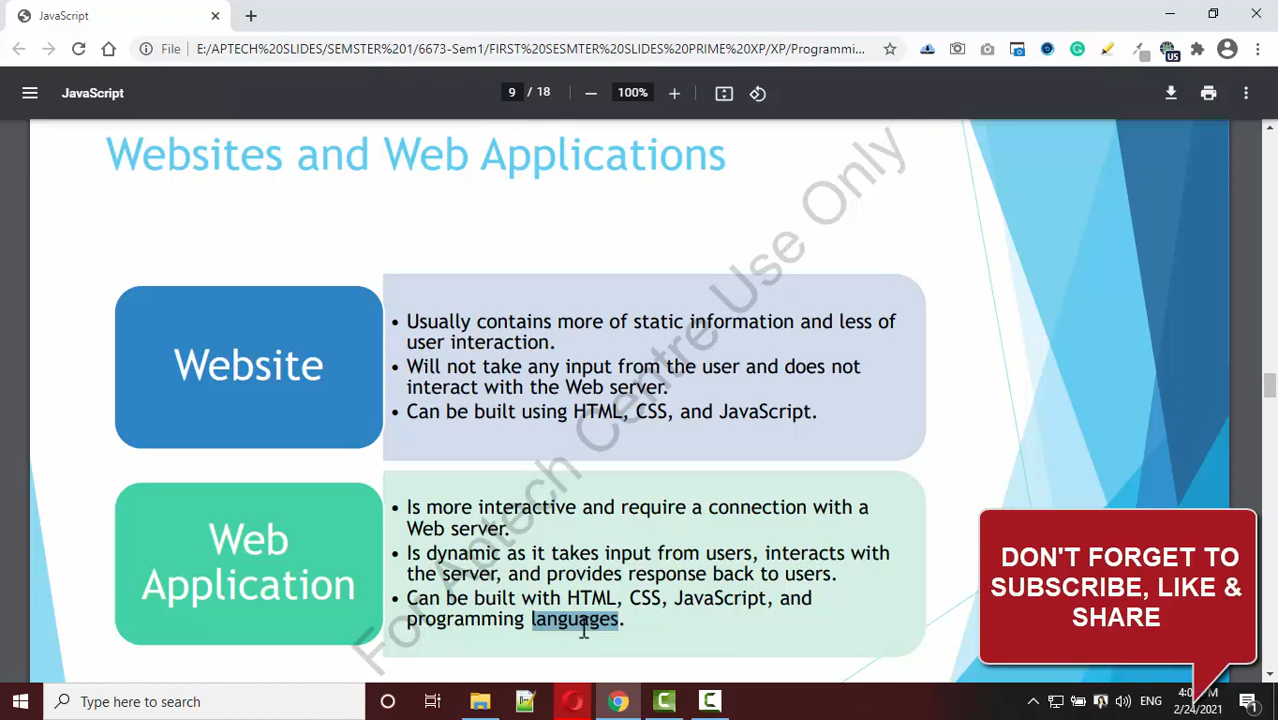 JavaScript
File
E:/APTECH%20SLIDES/SEMSTER%201/6673-Sem1/FIRST%20SESMTER%20SLIDES%20PRIME%20XP/XP/Programmi...
US
JavaScript
9 / 18
100%
Websites and Web Applications
For Aptech Centre Use Only
Website
• Usually contains more of static information and less of
user interaction.
• Will not take any input from the user and does not
interact with the Web server.
• Can be built using HTML, CSS, and JavaScript.
Web
Application
• Is more interactive and require a connection with a
Web server.
• Is dynamic as it takes input from users, interacts with
the server, and provides response back to users.
• Can be built with HTML, CSS, JavaScript, and
programming languages.
DON'T FORGET TO
SUBSCRIBE, LIKE &
SHARE
Type here to search
ENG
2/24/2021
1